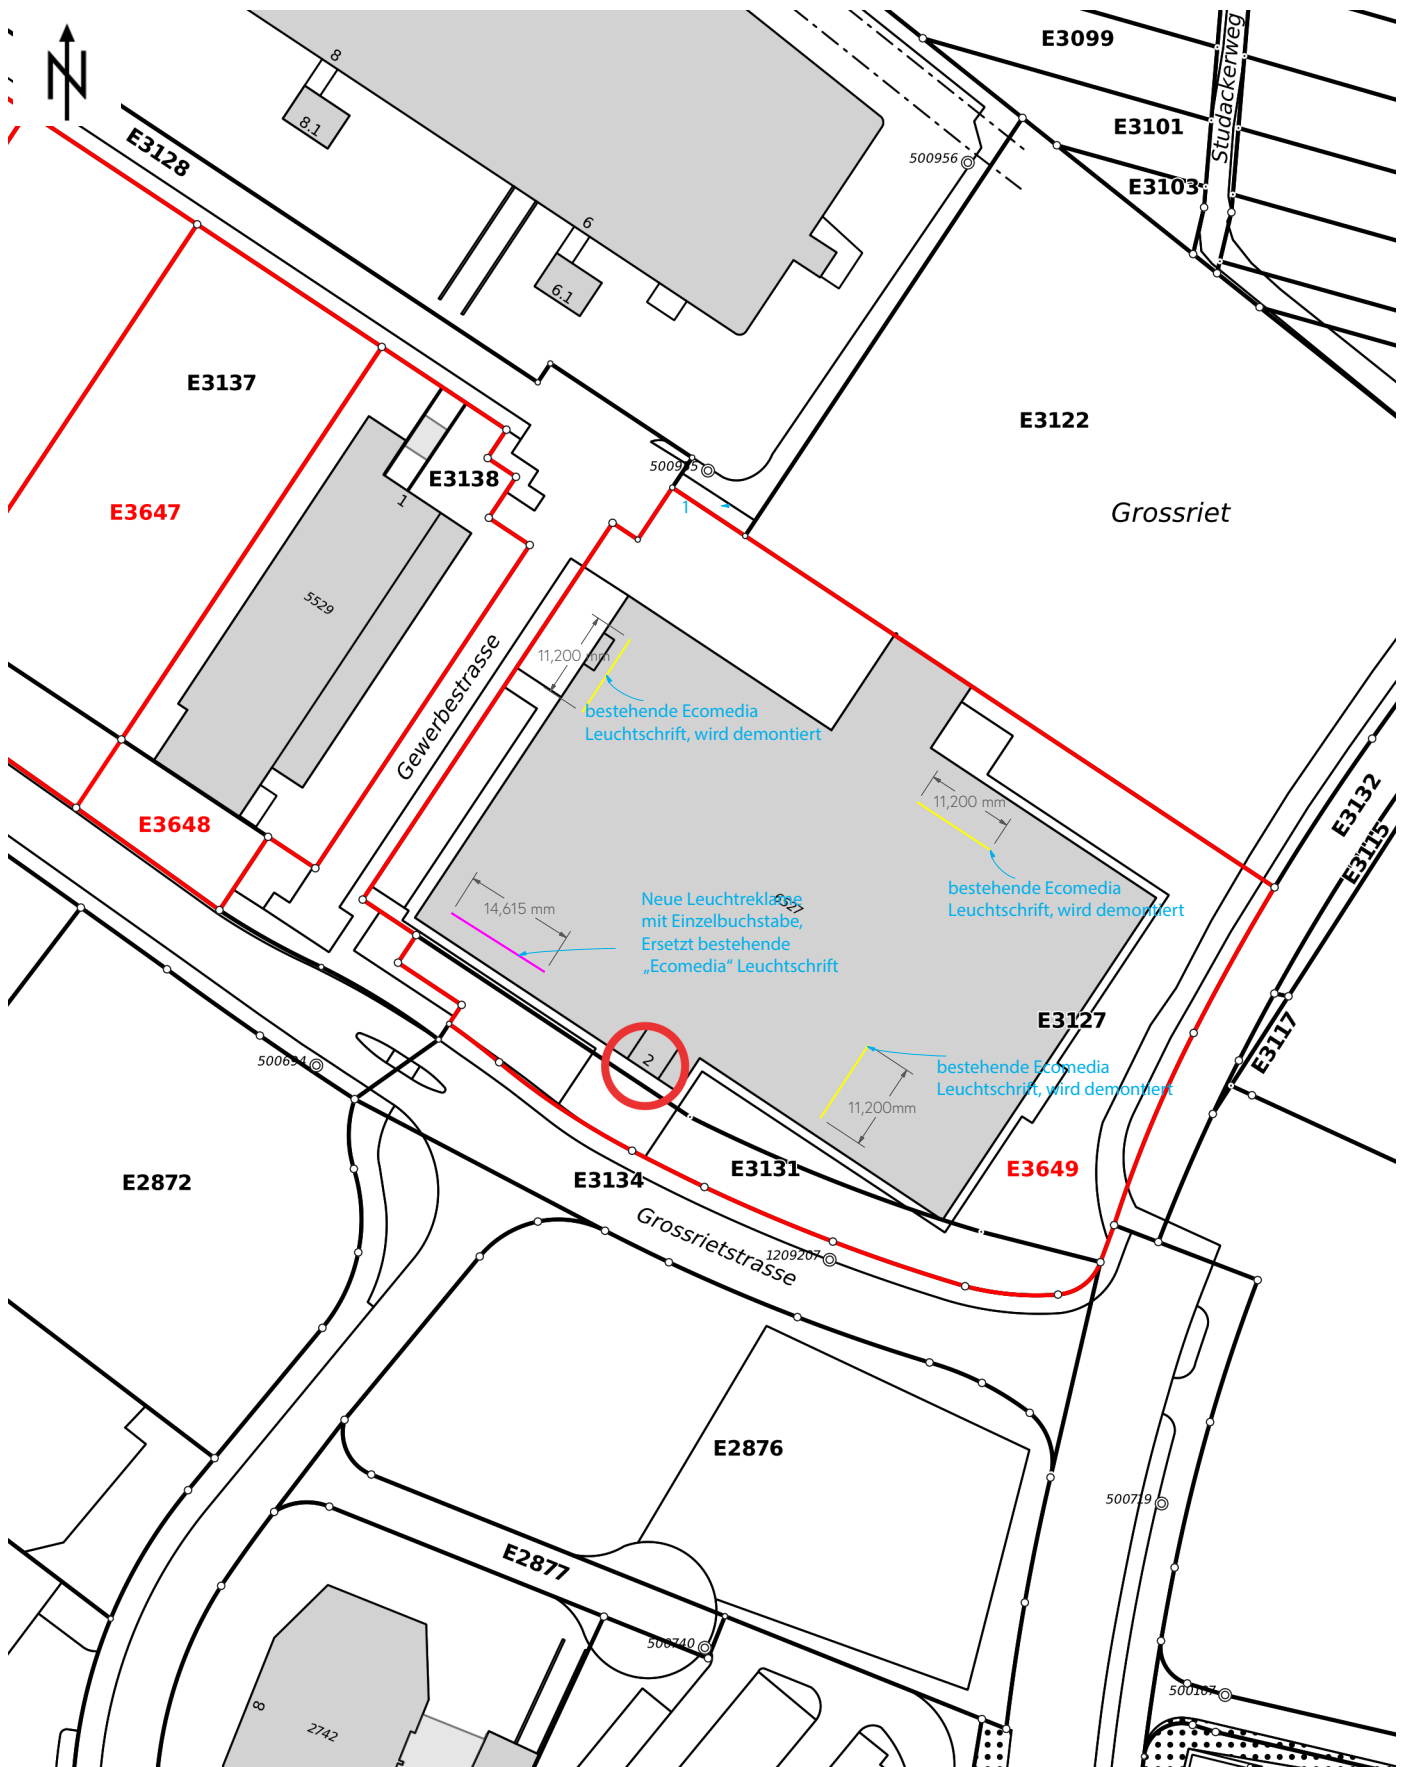 N
8
8.1
E3128
6
6.1
500956
E3099
E3101
E3103
Studackerweg
E3137
E3122
E3138
E3647
1
500955
1
Grossriet
5529
Gewerbestrasse
11,200 mm
bestehende Ecomedia
Leuchtschrift, wird demontiert
E3648
11,200 mm
bestehende Ecomedia
Leuchtschrift, wird demontiert
E3132
E3115
14,615 mm
Neue Leuchtreklame
mit Einzelbuchstabe,
Ersetzt bestehende
„Ecomedia“ Leuchtschrift
E3127
E3117
2
500694
bestehende Ecomedia
Leuchtschrift, wird demontiert
11,200mm
E2872
E3134
E3131
E3649
Grossrietstrasse
1209207
E2876
500719
E2877
500740
500107
8
2742